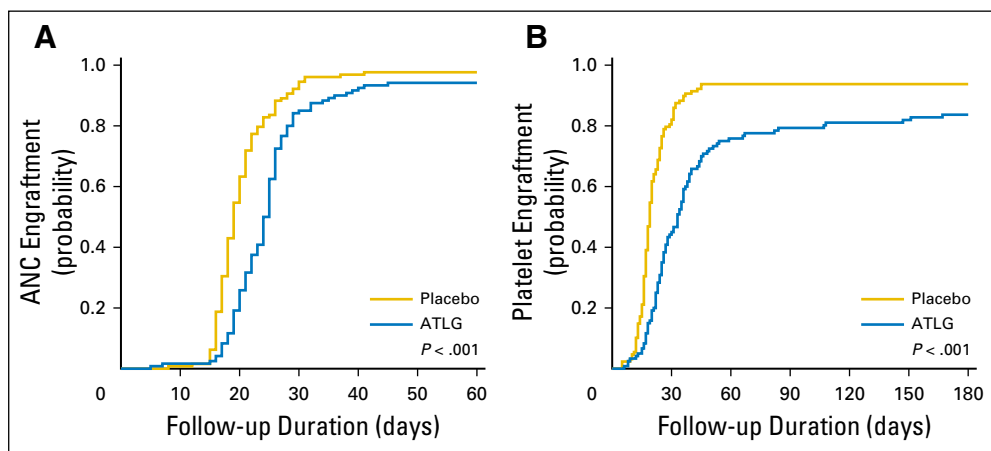 A
ANC Engraftment
(probability)
1.0
0.8
0.6
0.4
0.2
0
10
20
30
40
50
60
Placebo
ATLG
P < .001
Follow-up Duration (days)
B
Platelet Engraftment
(probability)
1.0
0.8
0.6
0.4
0.2
0
30
60
90
120
150
180
Placebo
ATLG
P < .001
Follow-up Duration (days)